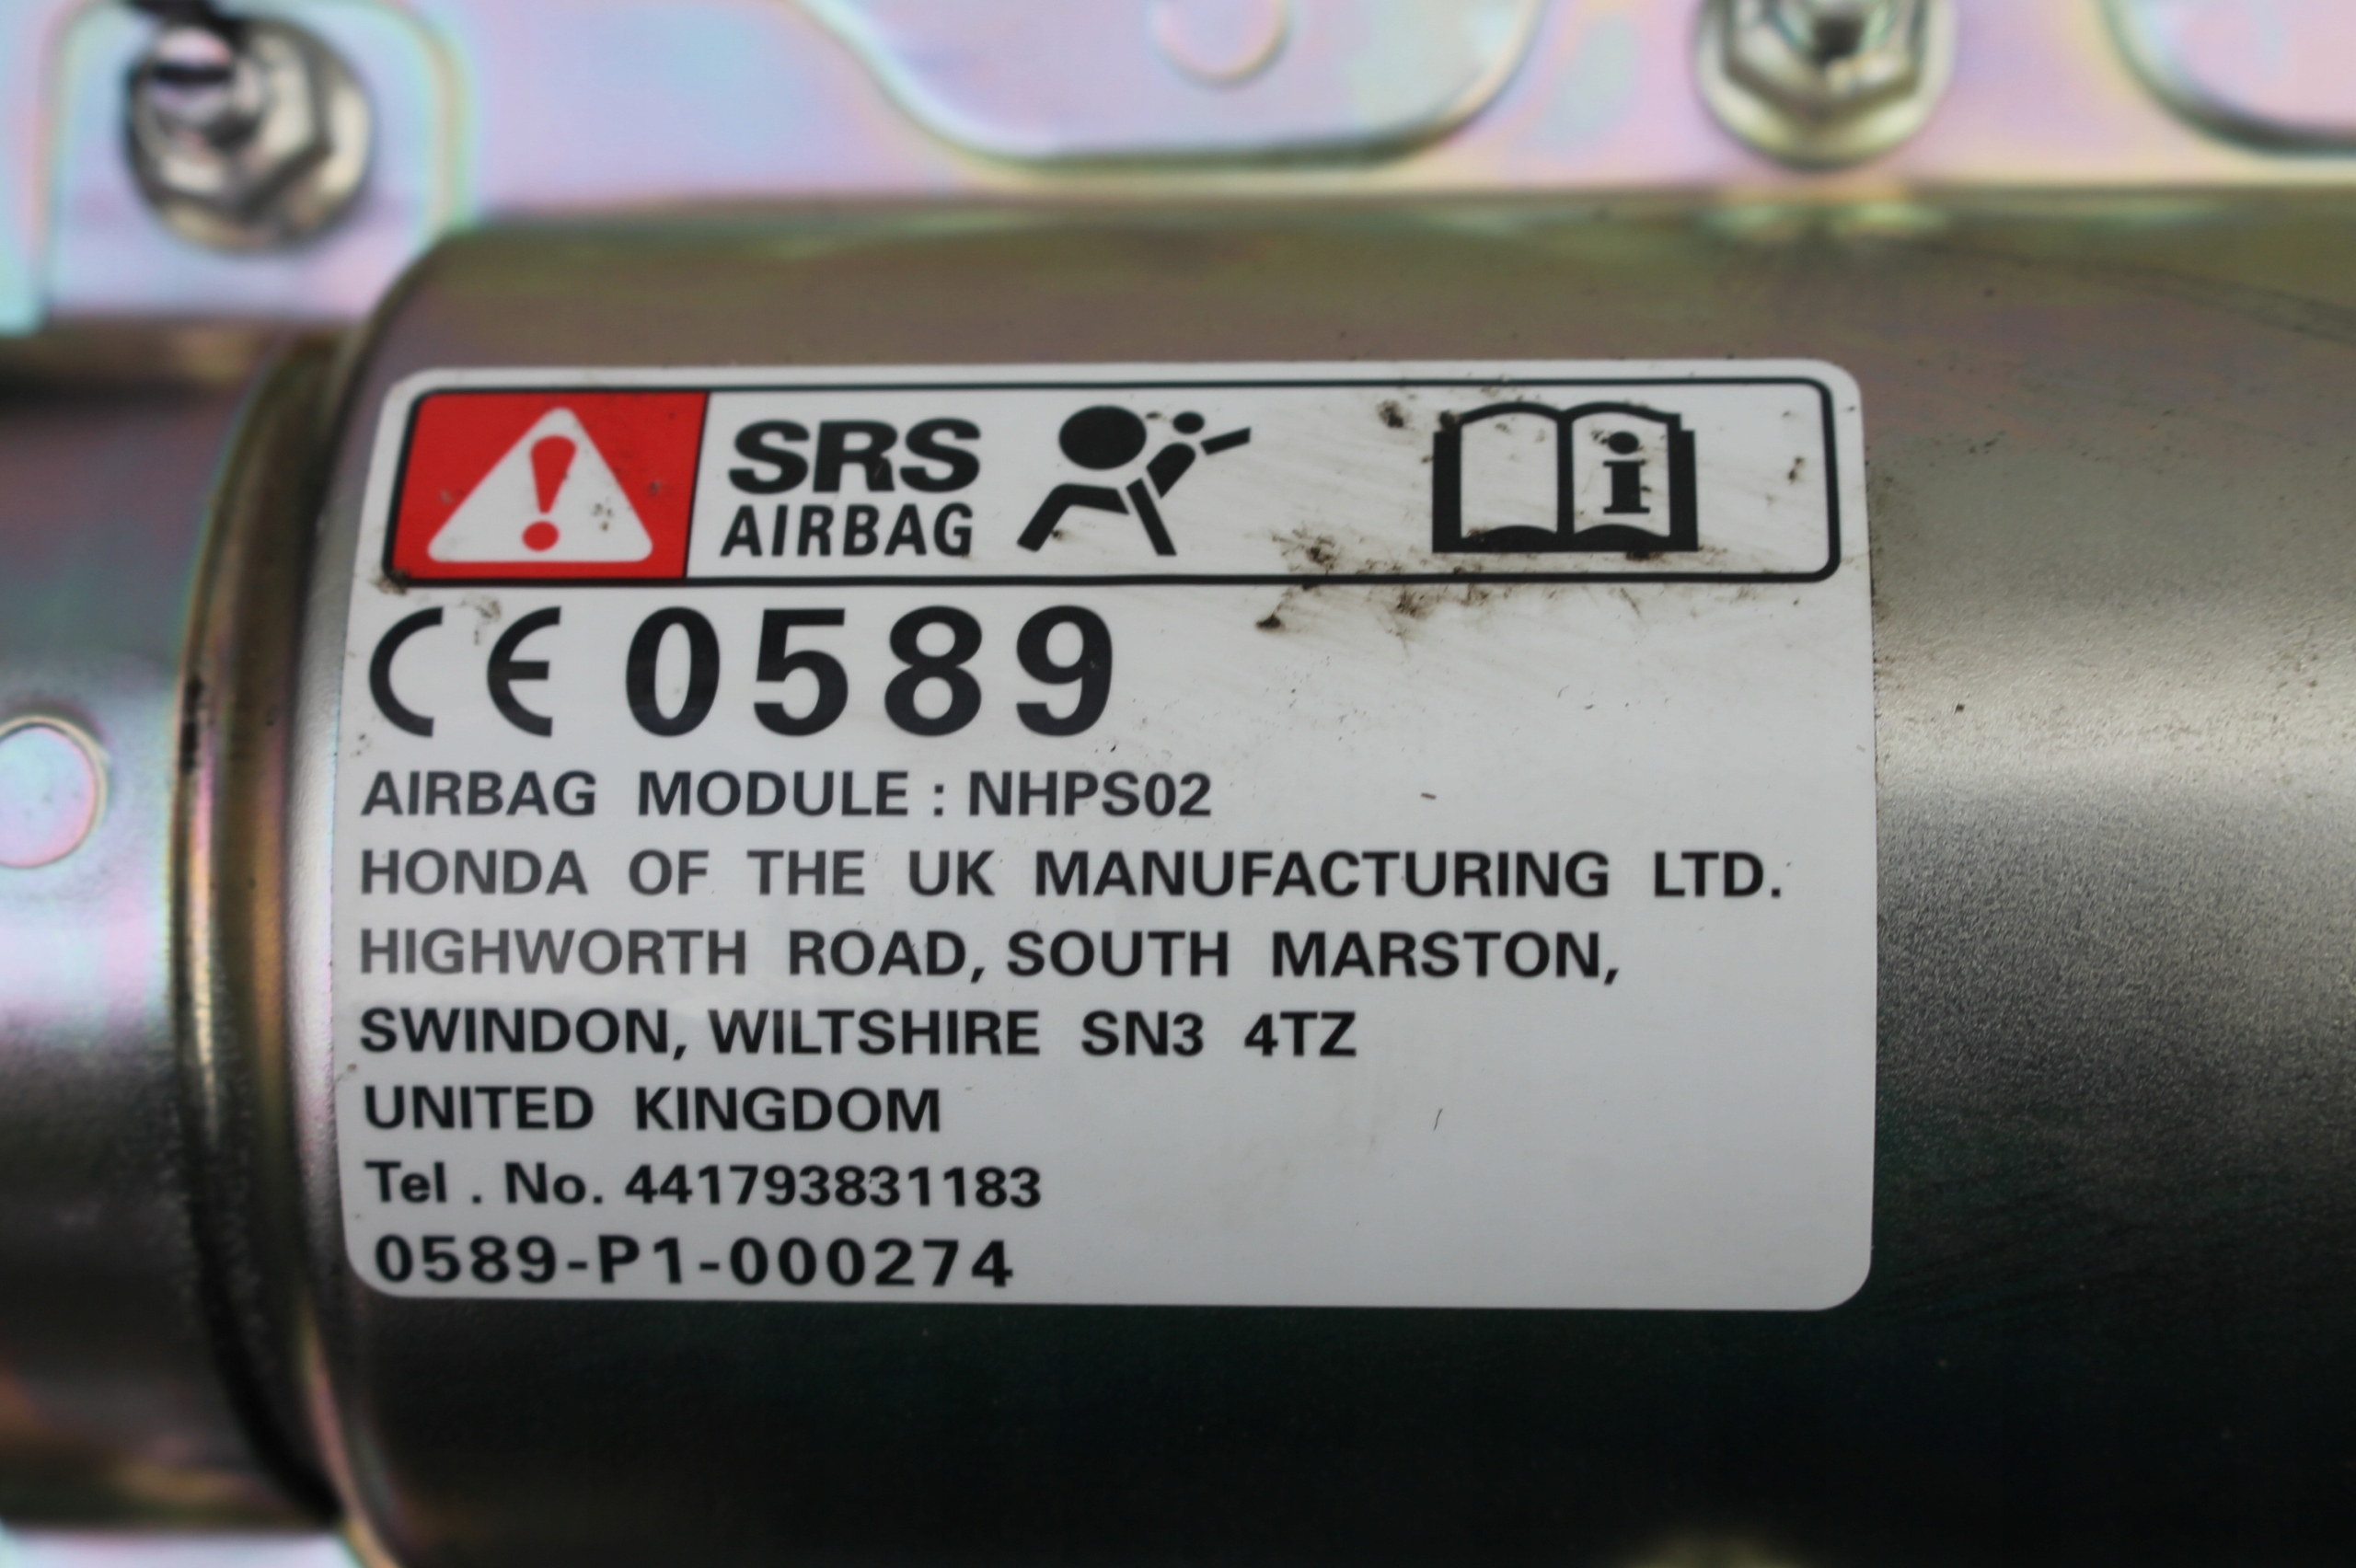 SRS
AIRBAG
CE 0589
AIRBAG MODULE : NHPS02
HONDA OF THE UK MANUFACTURING LTD.
HIGHWORTH ROAD, SOUTH MARSTON,
SWINDON, WILTSHIRE SN3 4TZ
UNITED KINGDOM
Tel . No. 441793831183
0589-P1-000274